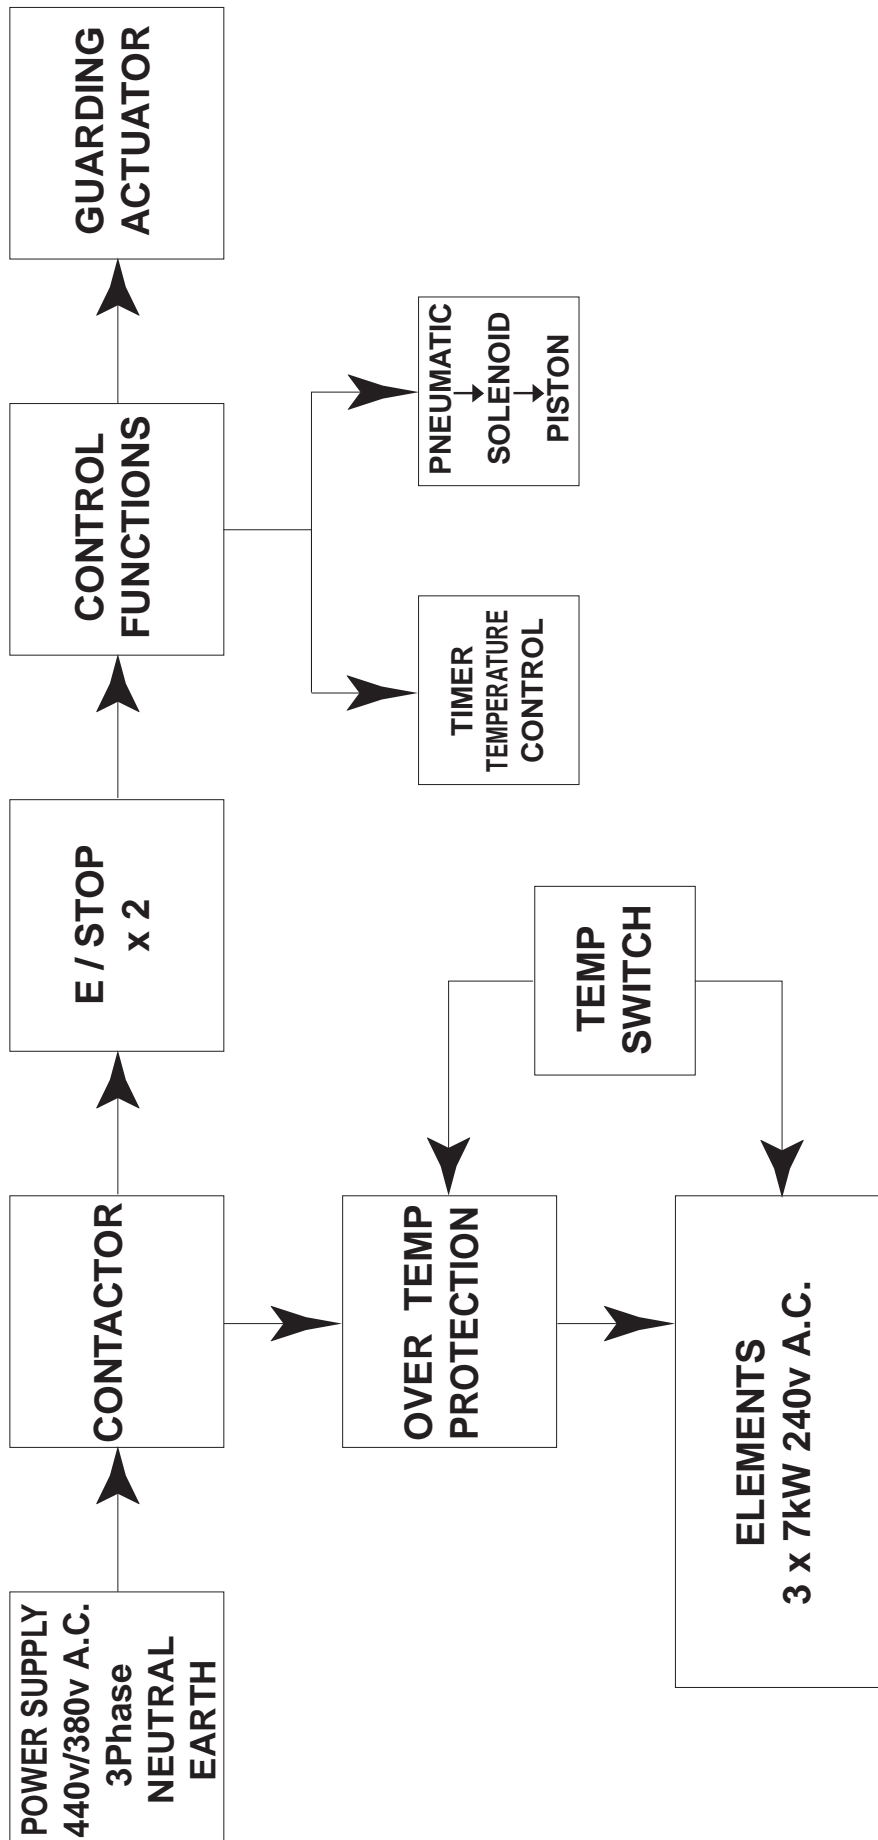 POWER SUPPLY
440v/380v A.C.
3Phase
NEUTRAL
EARTH
CONTACTOR
E / STOP
x 2
CONTROL
FUNCTIONS
GUARDING
ACTUATOR
OVER TEMP
PROTECTION
TEMP
SWITCH
TIMER
TEMPERATURE
CONTROL
PNEUMATIC
SOLENOID
PISTON
ELEMENTS
3 x 7kW 240v A.C.